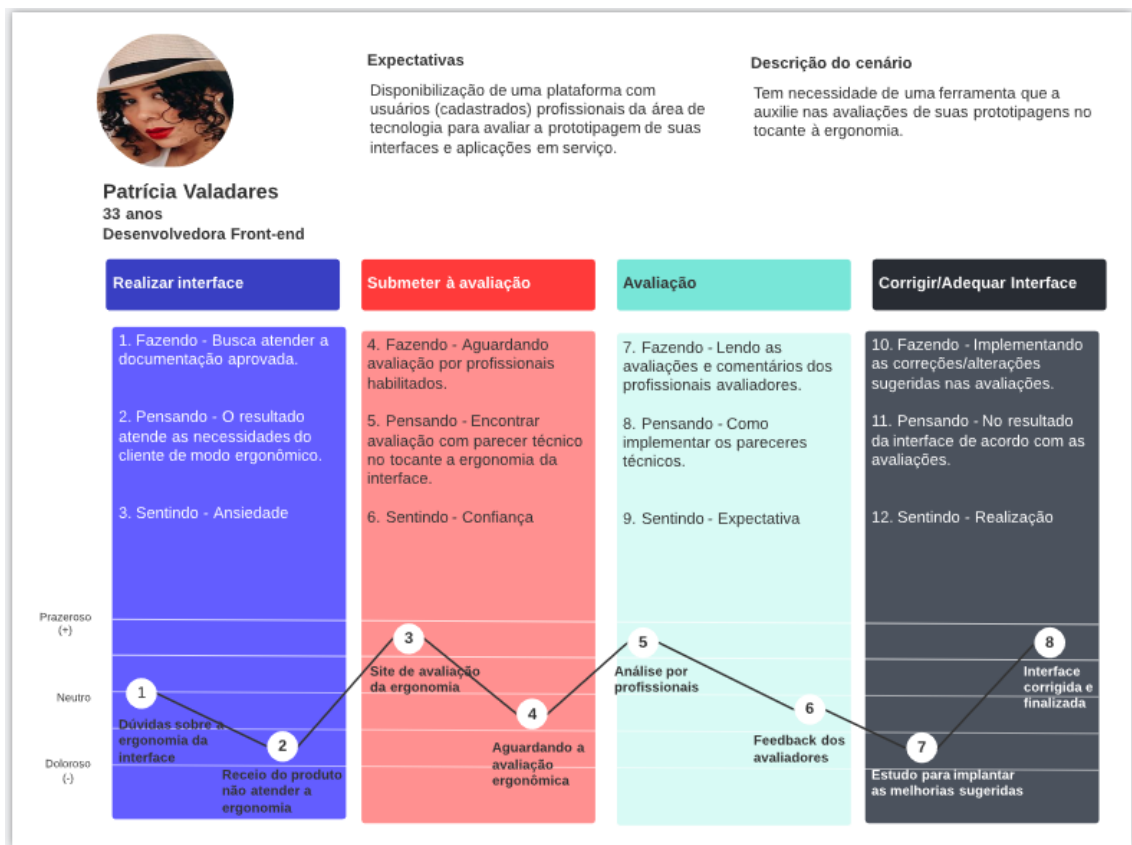 Expectativas
Disponibilização de uma plataforma com
usuários (cadastrados) profissionais da área de
tecnologia para avaliar a prototipagem de suas
interfaces e aplicações em serviço.
Descrição do cenário
Tem necessidade de uma ferramenta que a
auxilie nas avaliações de suas prototipagens no
tocante à ergonomia.
Patrícia Valadares
33 anos
Desenvolvedora Front-end
Realizar interface
1. Fazendo - Busca atender a
documentação aprovada.
2. Pensando - O resultado
atende as necessidades do
cliente de modo ergonômico.
3. Sentindo - Ansiedade
Submeter à avaliação
4. Fazendo - Aguardando
avaliação por profissionais
habilitados.
5. Pensando - Encontrar
avaliação com parecer técnico
no tocante a ergonomia da
interface.
6. Sentindo - Confiança
Avaliação
7. Fazendo - Lendo as
avaliações e comentários dos
profissionais avaliadores.
8. Pensando - Como
implementar os pareceres
técnicos.
9. Sentindo - Expectativa
Corrigir/Adequar Interface
10. Fazendo - Implementando
as correções/alterações
sugeridas nas avaliações.
11. Pensando - No resultado
da interface de acordo com as
avaliações.
12. Sentindo - Realização
Prazeroso
(+)
Neutro
Doloroso
(-)
1
Dúvidas sobre a
ergonomia da
interface
2
Receio do produto
não atender a
ergonomia
3
Site de avaliação
da ergonomia
4
Aguardando a
avaliação
ergonômica
5
Análise por
profissionais
6
Feedback dos
avaliadores
7
Estudo para implantar
as melhorias sugeridas
8
Interface
corrigida e
finalizada